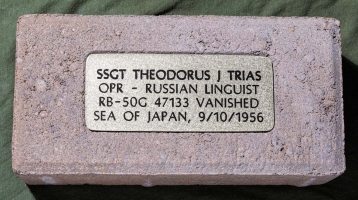 SSGT THEODORUS J TRIAS
OPR - RUSSIAN LINGUIST
RB-50G 47133 VANISHED
SEA OF JAPAN, 9/10/1956